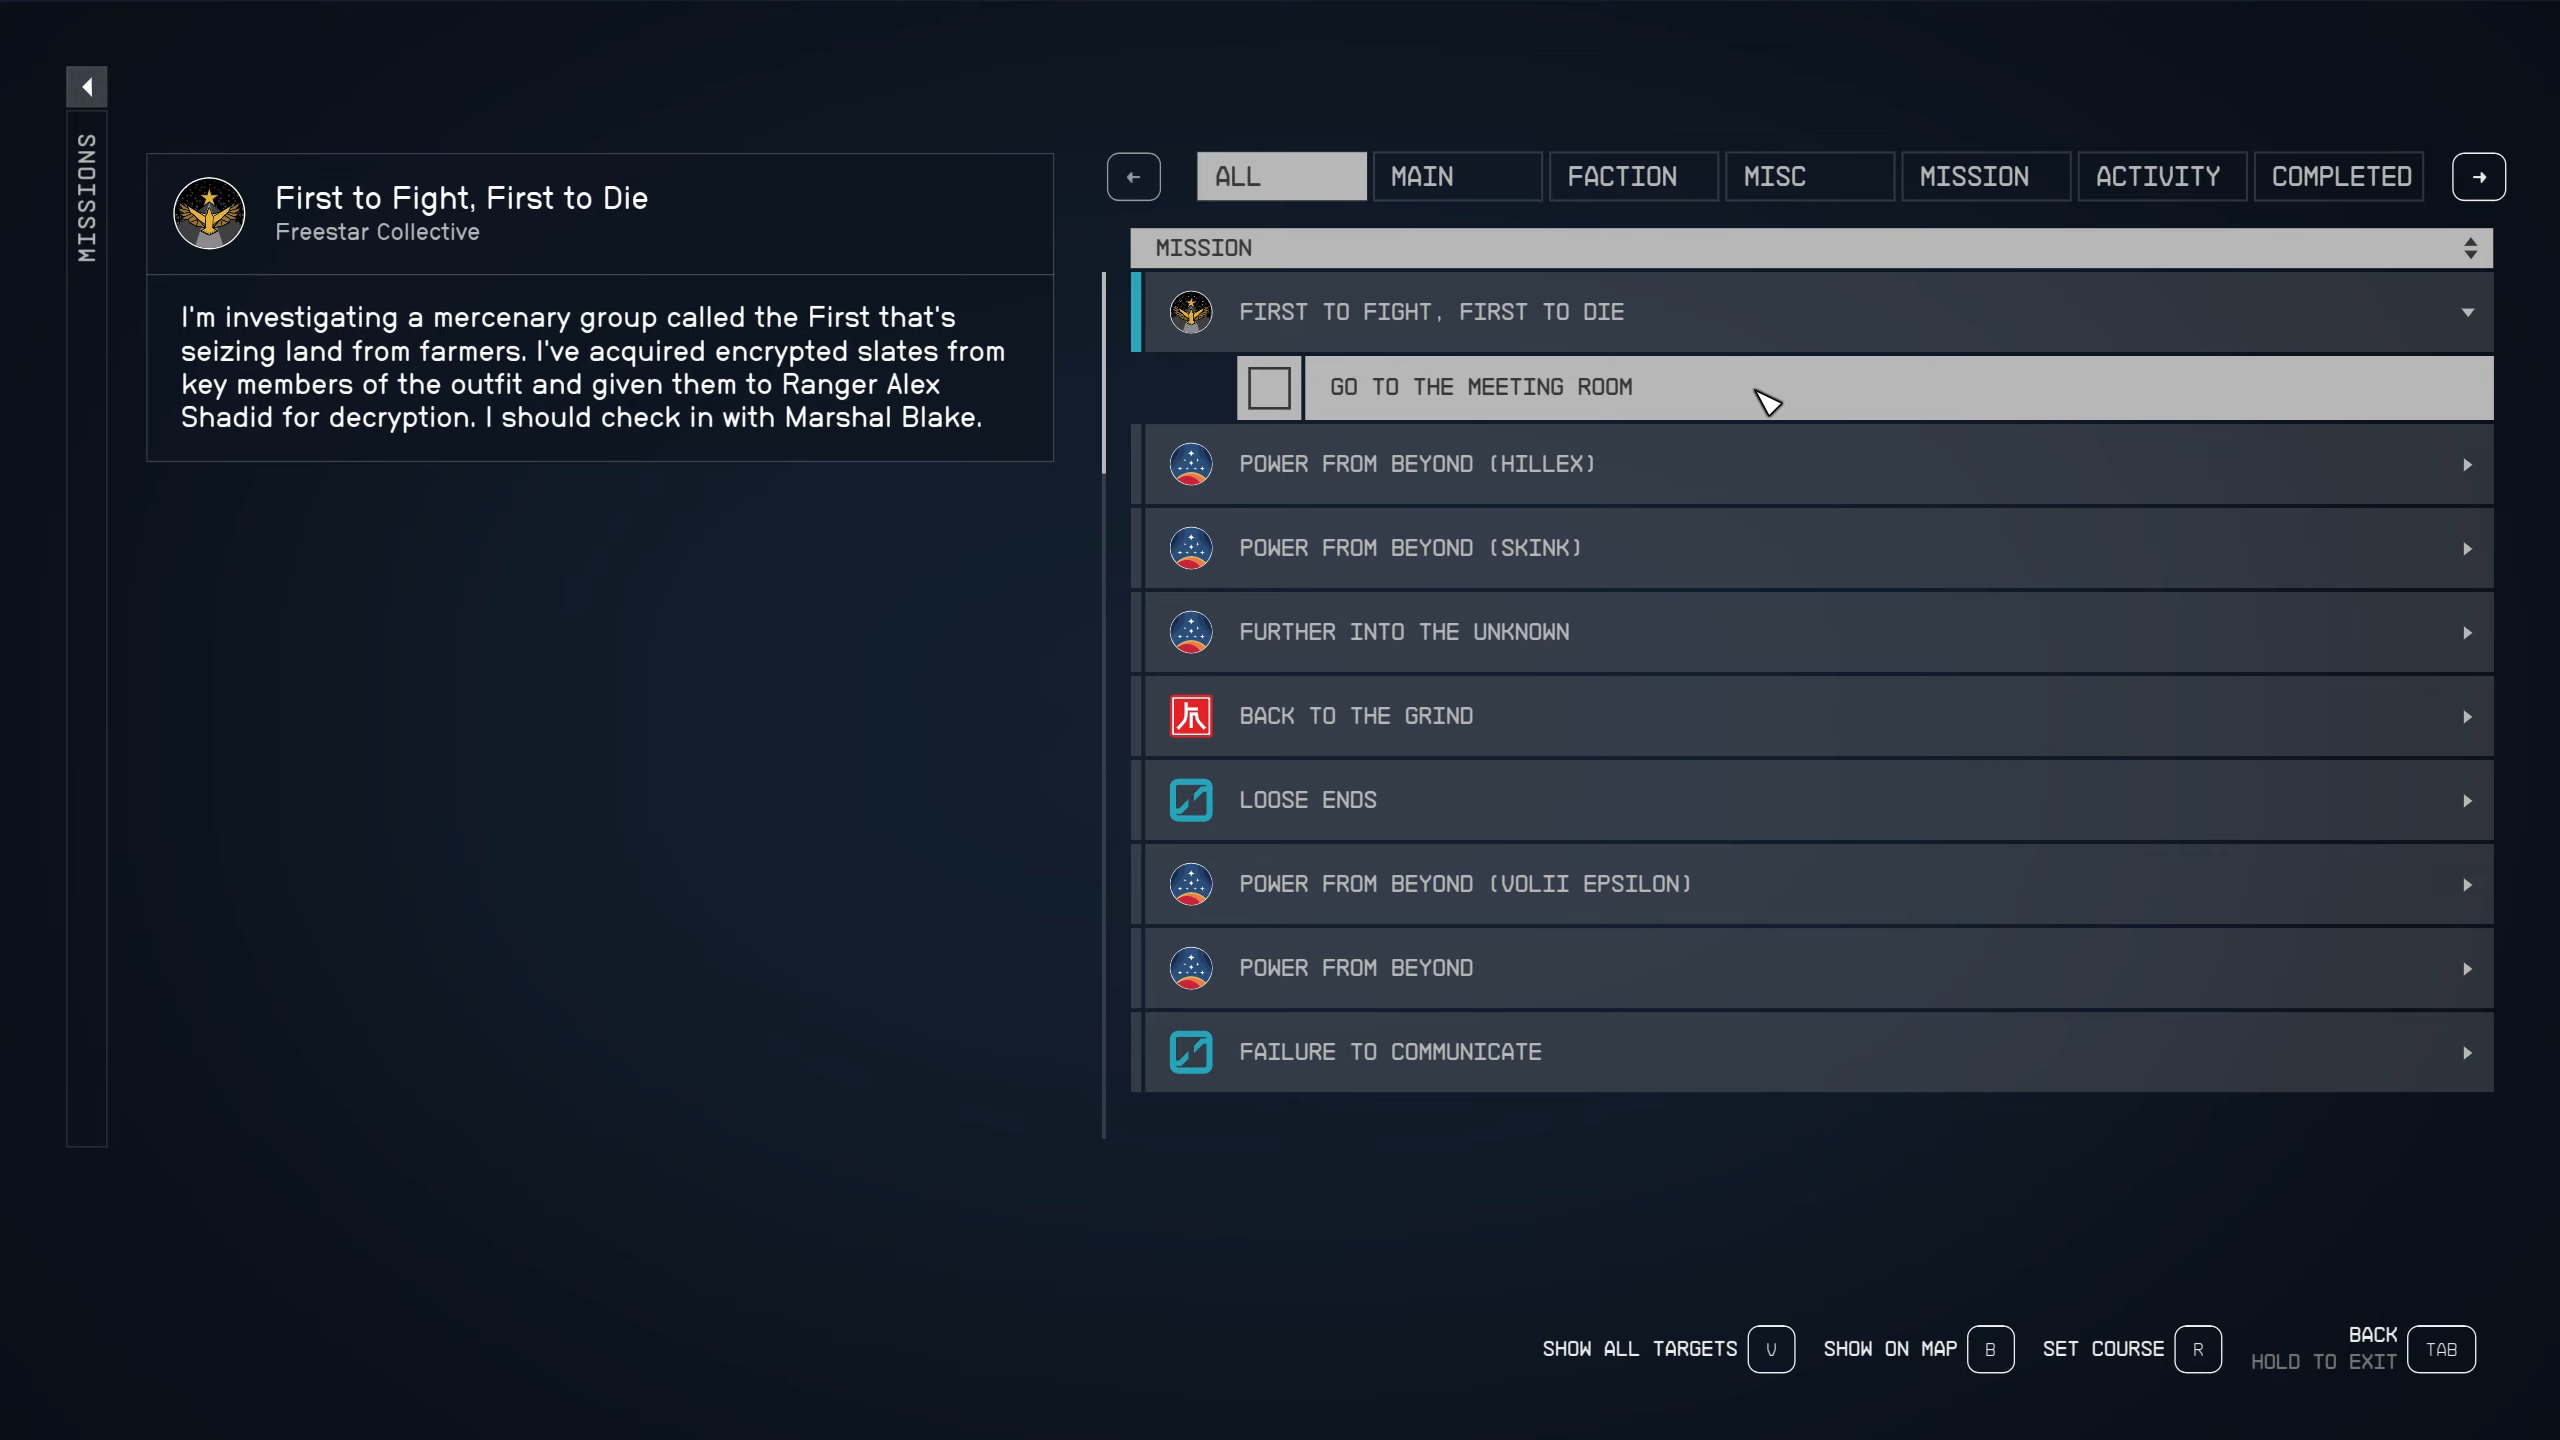 MISSIONS
First to Fight, First to Die
Freestar Collective
I'm investigating a mercenary group called the First that's
seizing land from farmers. I've acquired encrypted slates from
key members of the outfit and given them to Ranger Alex
Shadid for decryption. I should check in with Marshal Blake.
ALL MAIN FACTION MISC MISSION ACTIVITY COMPLETED
MISSION
FIRST TO FIGHT, FIRST TO DIE
GO TO THE MEETING ROOM
POWER FROM BEYOND (HILLEX)
POWER FROM BEYOND (SKINK)
FURTHER INTO THE UNKNOWN
BACK TO THE GRIND
LOOSE ENDS
POWER FROM BEYOND (VOLII EPSILON)
POWER FROM BEYOND
FAILURE TO COMMUNICATE
SHOW ALL TARGETS V SHOW ON MAP B SET COURSE R BACK TAB
HOLD TO EXIT